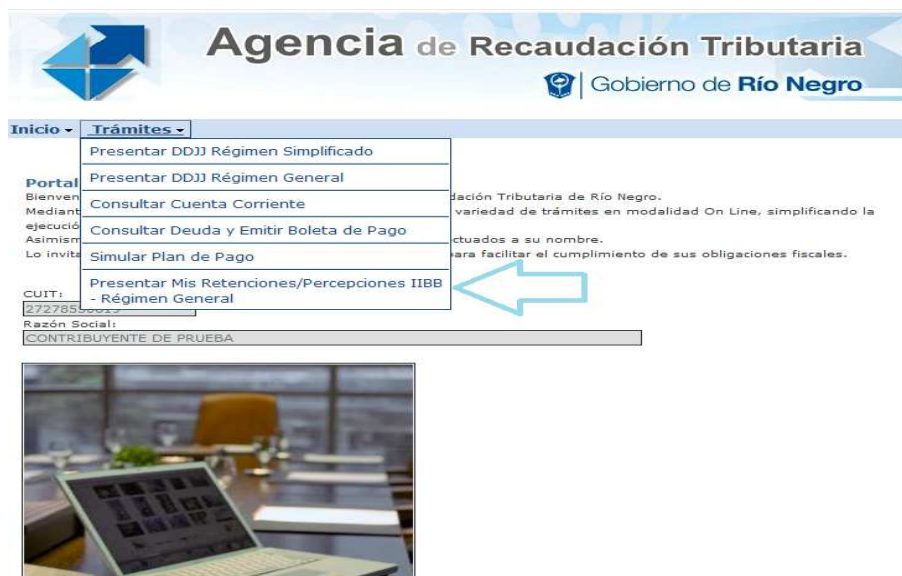 Agencia de Recaudación Tributaria
Gobierno de Río Negro
Inicio Trámites
Presentar DDJJ Régimen Simplificado
Presentar DDJJ Régimen General
Consultar Cuenta Corriente
Consultar Deuda y Emitir Boleta de Pago
Simular Plan de Pago
Presentar Mis Retenciones/Percepciones IIBB
- Régimen General
Portal
Bienven dación Tributaria de Río Negro.
Mediant variedad de trámites en modalidad On Line, simplificando la
ejecució
Asimism ctuados a su nombre.
Lo invita para facilitar el cumplimiento de sus obligaciones fiscales.
CUIT:
Razón Social:
CONTRIBUYENTE DE PRUEBA